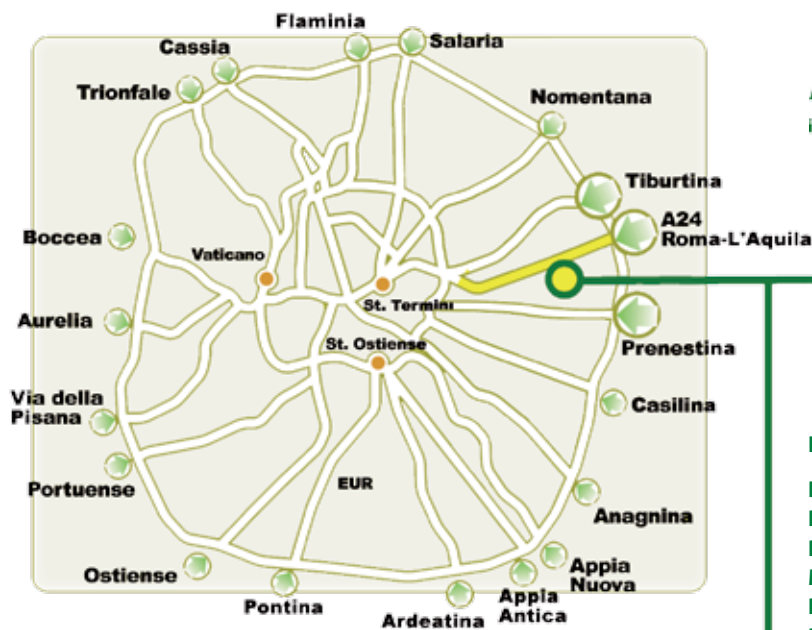 Flaminia
Salaria
Cassia
Trionfale
Nomentana
Tiburtina
A24
Roma-L'Aquila
Boccea
Vaticano
St. Termini
Aurelia
St. Ostiense
Prenestina
Via della
Pisana
Casilina
Portuense
EUR
Anagnina
Ostiense
Appia
Nuova
Pontina
Appia
Antica
Ardeatina